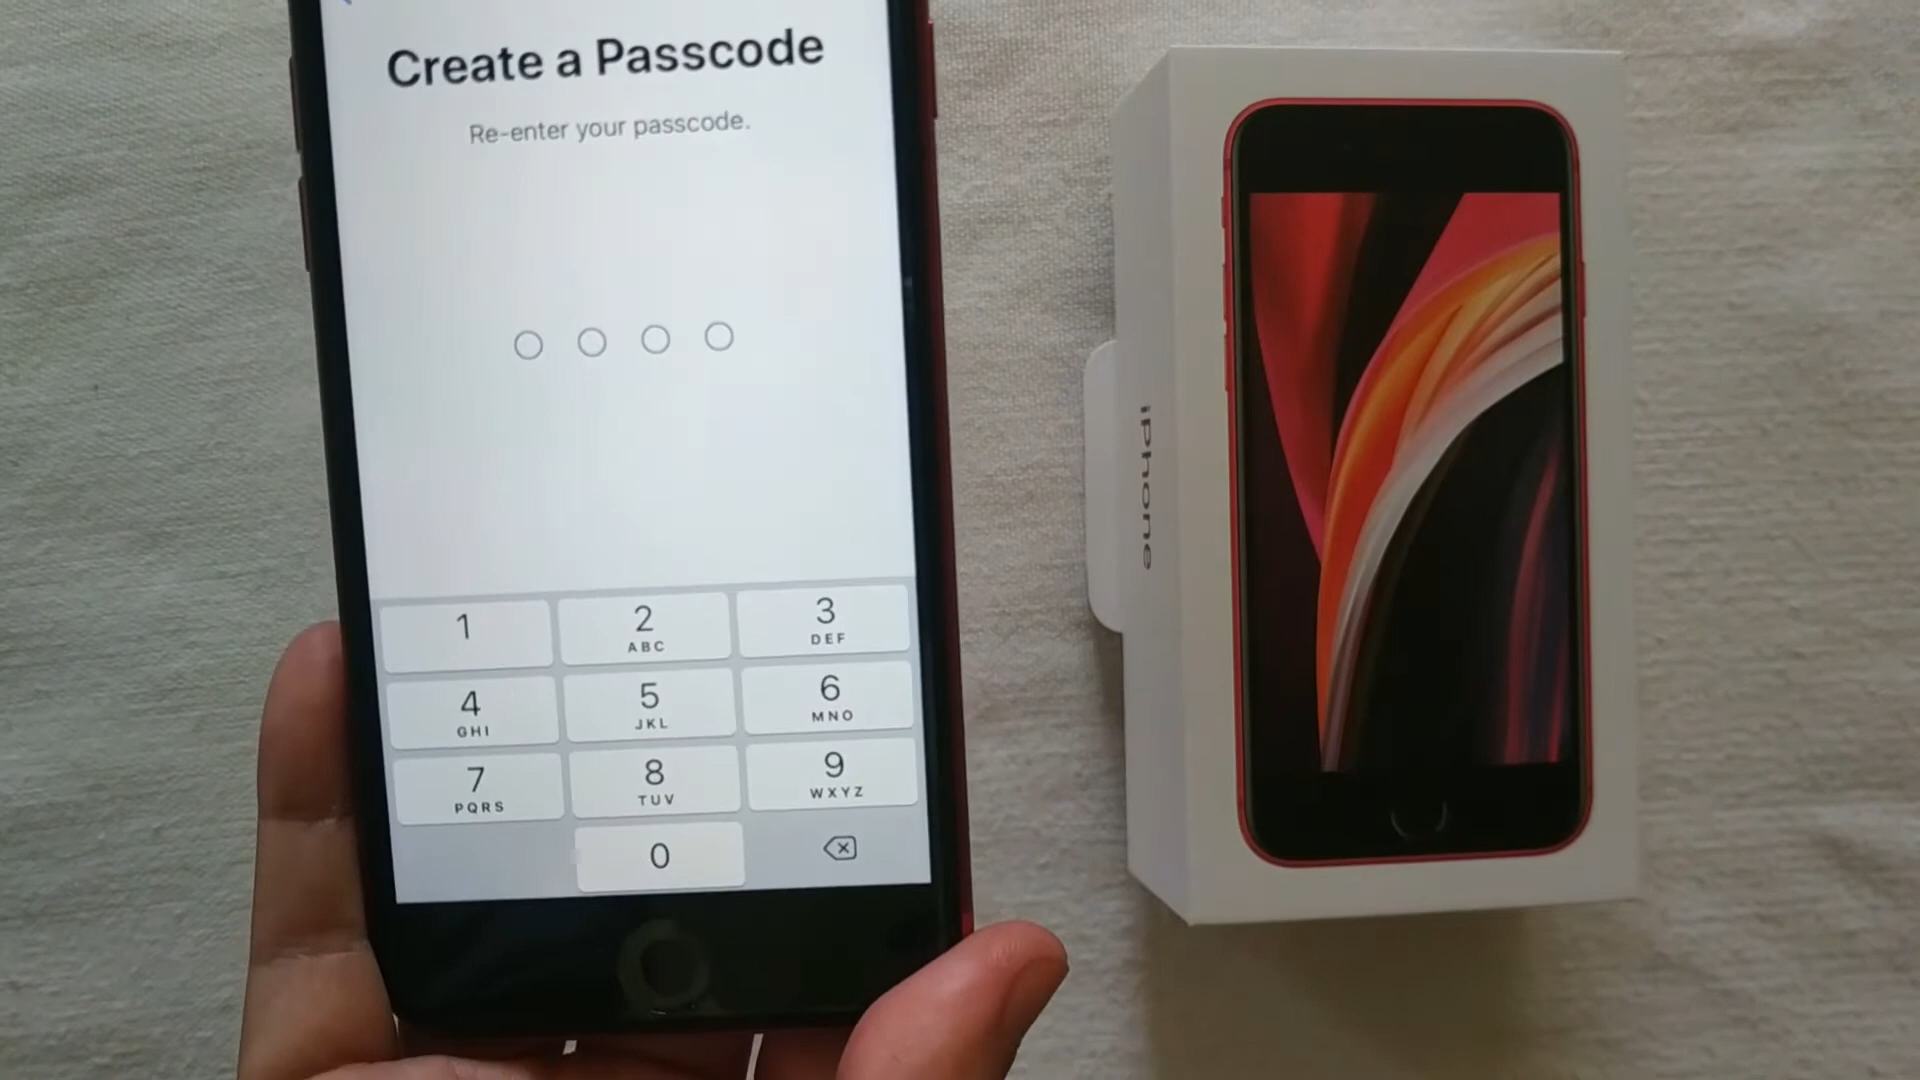 Create a Passcode
Re-enter your passcode.
1
2
ABC
3
DEF
4
GHI
5
JKL
6
MNO
7
PQRS
8
TUV
9
WXYZ
0
iPhone